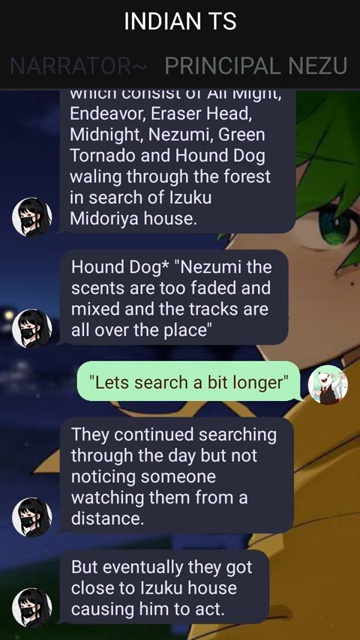 INDIAN TS
NARRATOR~ PRINCIPAL NEZU
which consist of All Might,
Endeavor, Eraser Head,
Midnight, Nezumi, Green
Tornado and Hound Dog
waling through the forest
in search of Izuku
Midoriya house.
Hound Dog* "Nezumi the
scents are too faded and
mixed and the tracks are
all over the place"
"Lets search a bit longer"
They continued searching
through the day but not
noticing someone
watching them from a
distance.
But eventually they got
close to Izuku house
causing him to act.